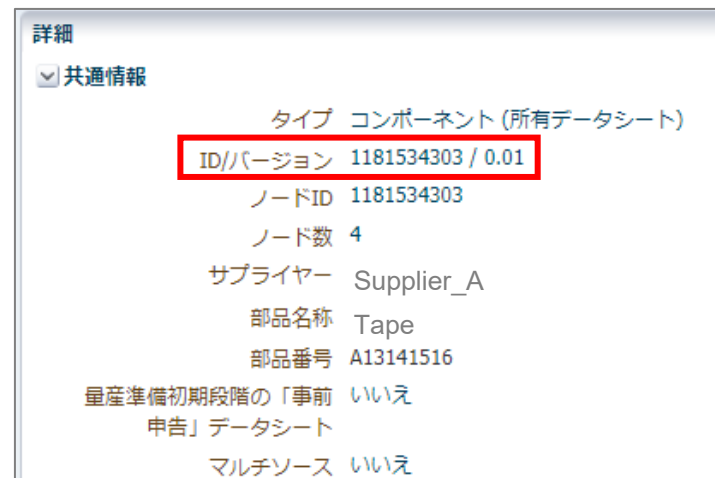 詳細
共通情報
タイプ コンポーネント (所有データシート)
ID/バージョン 1181534303 / 0.01
ノードID 1181534303
ノード数 4
サプライヤー Supplier_A
部品名称 Tape
部品番号 A13141516
量産準備初期段階の「事前 いいえ
申告」データシート
マルチソース いいえ